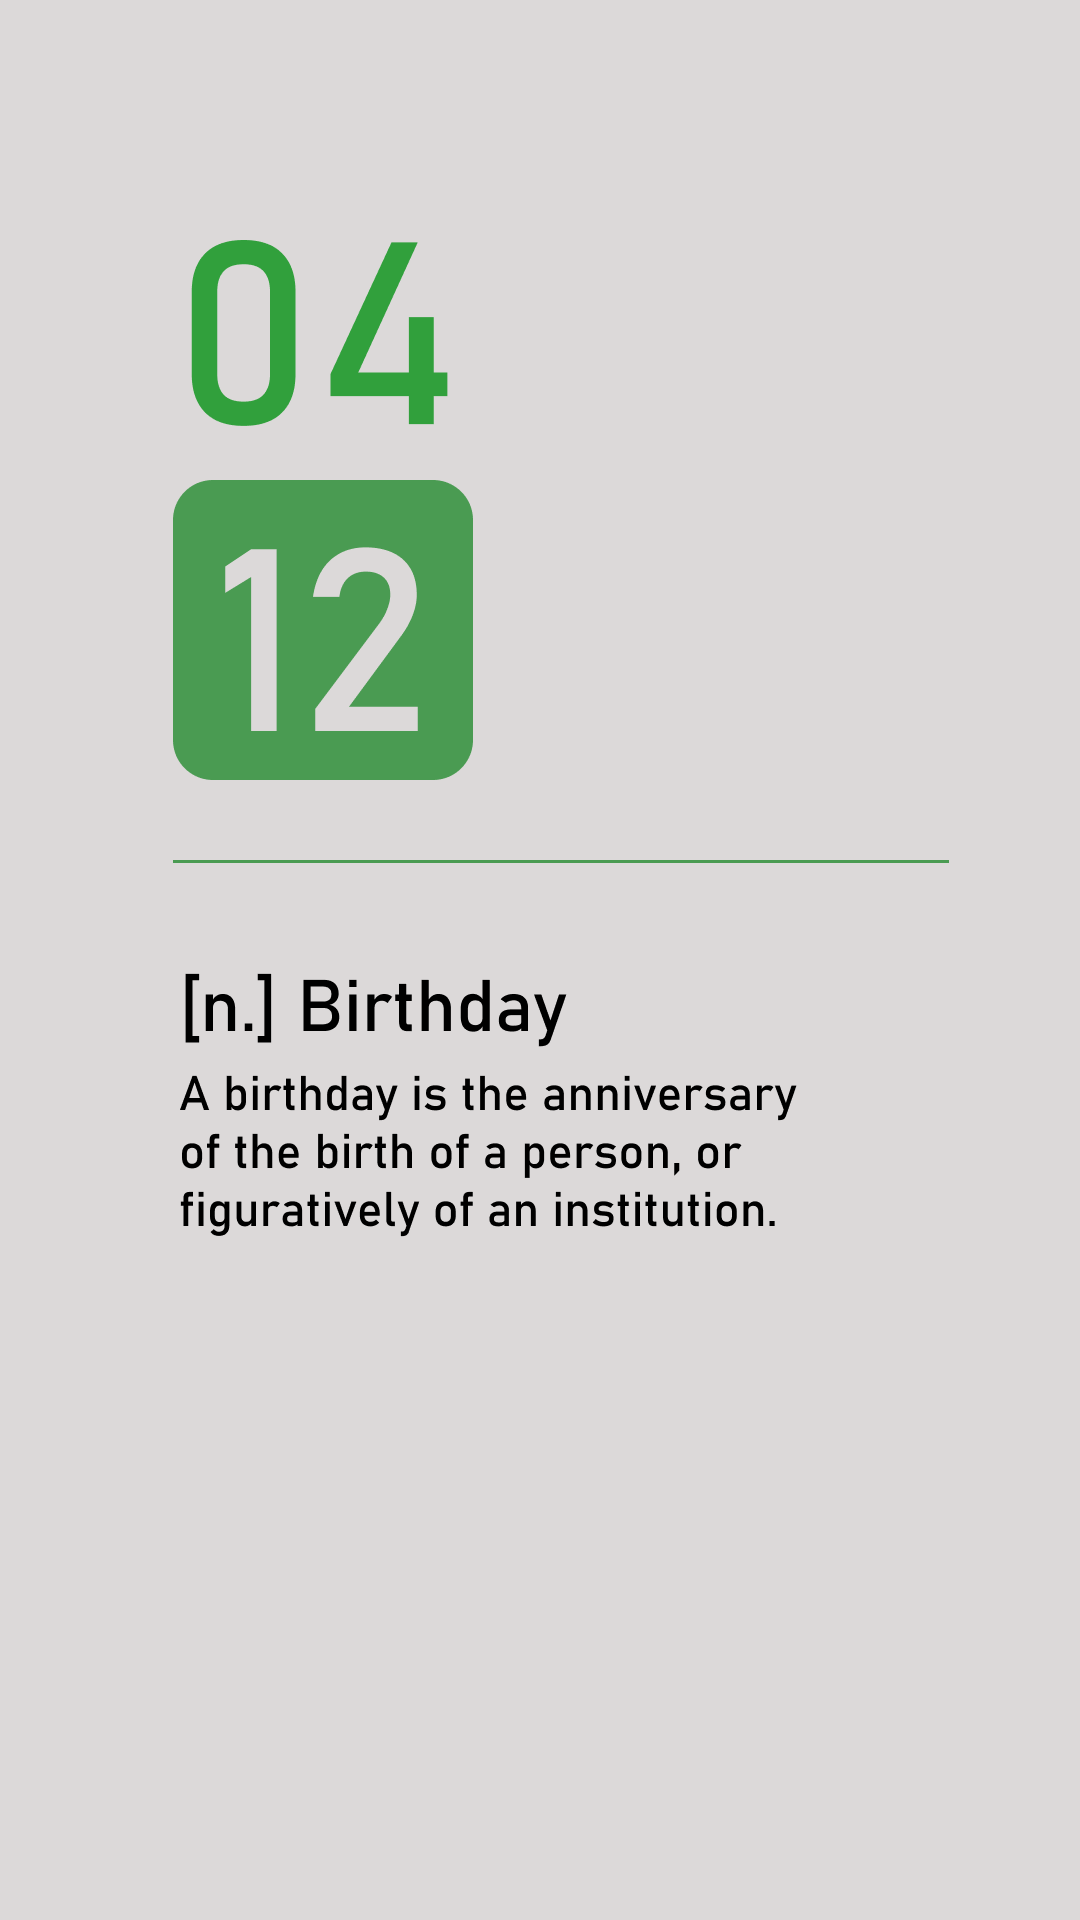 04
12
[n.] Birthday
A birthday is the anniversary
of the birth of a person, or
figuratively of an institution.